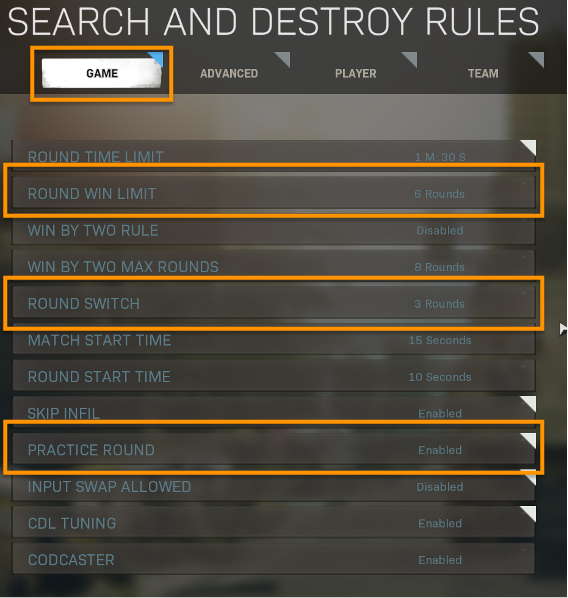 SEARCH AND DESTROY RULES
GAME ADVANCED PLAYER TEAM
ROUND TIME LIMIT 1 M: 30 S
ROUND WIN LIMIT 6 Rounds
WIN BY TWO RULE Disabled
WIN BY TWO MAX ROUNDS 8 Rounds
ROUND SWITCH 3 Rounds
MATCH START TIME 15 Seconds
ROUND START TIME 10 Seconds
SKIP INFIL Enabled
PRACTICE ROUND Enabled
INPUT SWAP ALLOWED Disabled
CDL TUNING Enabled
CODCASTER Enabled